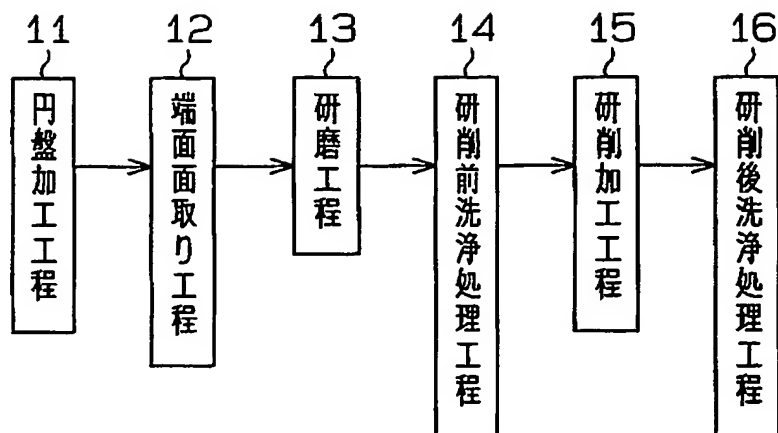 11
円盤加工工程
12
端面面取り工程
13
研磨工程
14
研削前洗浄処理工程
15
研削加工工程
16
研削後洗浄処理工程